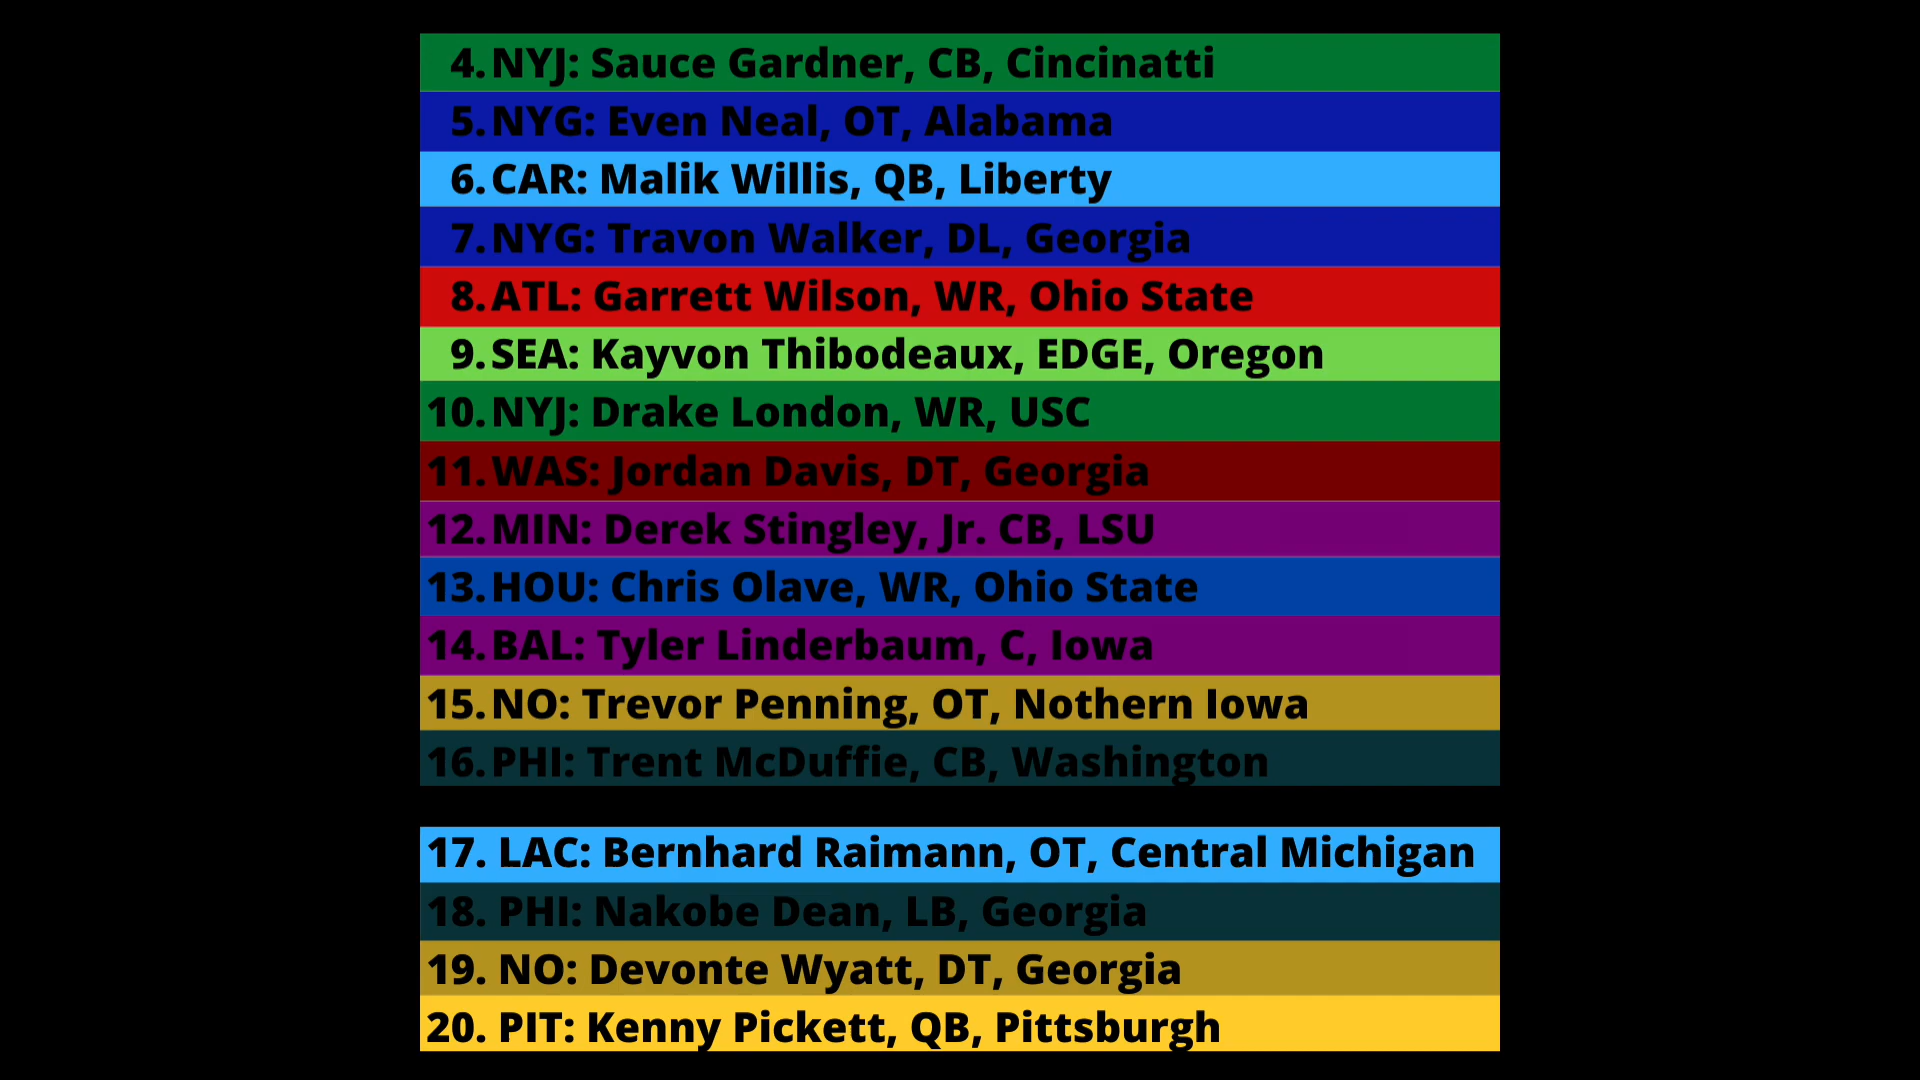 4. NYJ: Sauce Gardner, CB, Cincinatti
5. NYG: Even Neal, OT, Alabama
6. CAR: Malik Willis, QB, Liberty
7. NYG: Travon Walker, DL, Georgia
8. ATL: Garrett Wilson, WR, Ohio State
9. SEA: Kayvon Thibodeaux, EDGE, Oregon
10. NYJ: Drake London, WR, USC
11. WAS: Jordan Davis, DT, Georgia
12. MIN: Derek Stingley, Jr. CB, LSU
13. HOU: Chris Olave, WR, Ohio State
14. BAL: Tyler Linderbaum, C, Iowa
15. NO: Trevor Penning, OT, Nothern Iowa
16. PHI: Trent McDuffie, CB, Washington
17. LAC: Bernhard Raimann, OT, Central Michigan
18. PHI: Nakobe Dean, LB, Georgia
19. NO: Devonte Wyatt, DT, Georgia
20. PIT: Kenny Pickett, QB, Pittsburgh